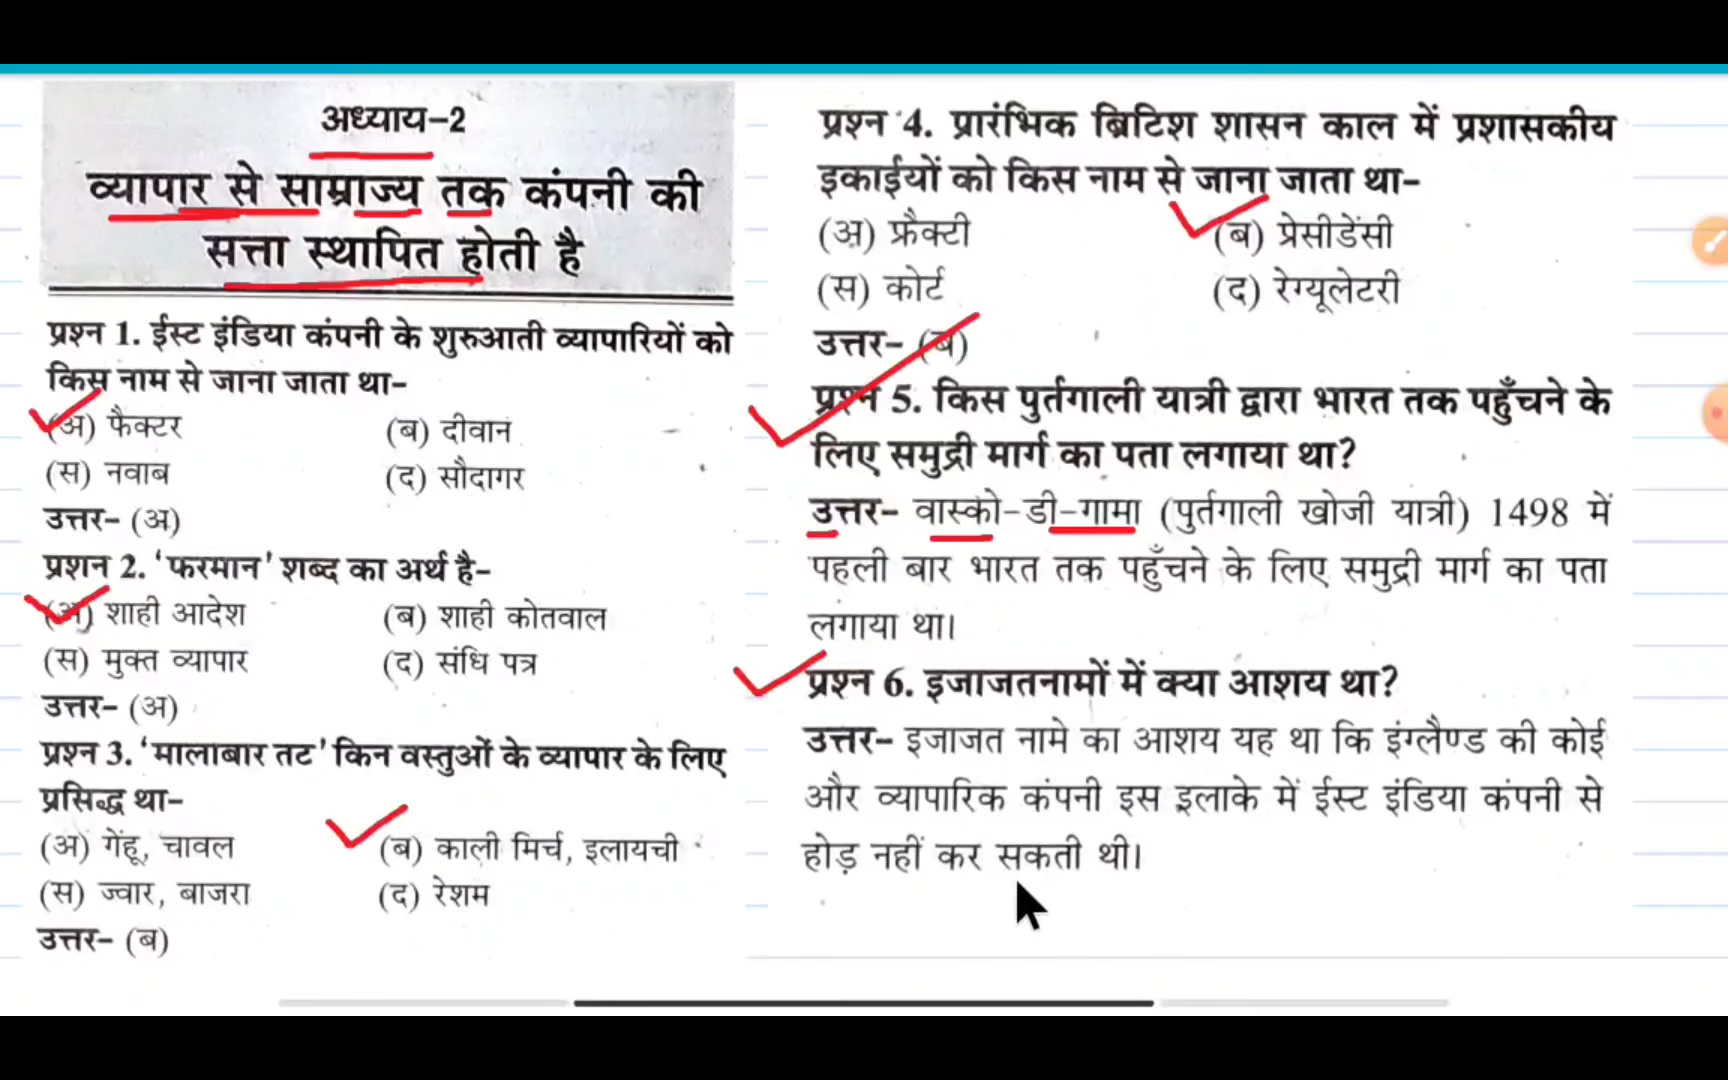 अध्याय-2
व्यापार से साम्राज्य तक कंपनी की
सत्ता स्थापित होती है
प्रश्न 1. ईस्ट इंडिया कंपनी के शुरुआती व्यापारियों को
किस नाम से जाना जाता था-
(अ) फैक्टर (ब) दीवान
(स) नवाब (द) सौदागर
उत्तर- (अ)
प्रशन 2. ‘फरमान’ शब्द का अर्थ है-
(अ) शाही आदेश (ब) शाही कोतवाल
(स) मुक्त व्यापार (द) संधि पत्र
उत्तर- (अ)
प्रश्न 3. ‘मालाबार तट’ किन वस्तुओं के व्यापार के लिए
प्रसिद्ध था-
(अ) गेंहू, चावल (ब) काली मिर्च, इलायची
(स) ज्वार, बाजरा (द) रेशम
उत्तर- (ब)
प्रश्न 4. प्रारंभिक ब्रिटिश शासन काल में प्रशासकीय
इकाईयों को किस नाम से जाना जाता था-
(अ) फ्रैक्टी (ब) प्रेसीडेंसी
(स) कोर्ट (द) रेग्यूलेटरी
उत्तर- (ब)
प्रश्न 5. किस पुर्तगाली यात्री द्वारा भारत तक पहुँचने के
लिए समुद्री मार्ग का पता लगाया था?
उत्तर- वास्को-डी-गामा (पुर्तगाली खोजी यात्री) 1498 में
पहली बार भारत तक पहुँचने के लिए समुद्री मार्ग का पता
लगाया था।
प्रश्न 6. इजाजतनामों में क्या आशय था?
उत्तर- इजाजत नामे का आशय यह था कि इंग्लैण्ड की कोई
और व्यापारिक कंपनी इस इलाके में ईस्ट इंडिया कंपनी से
होड़ नहीं कर सकती थी।